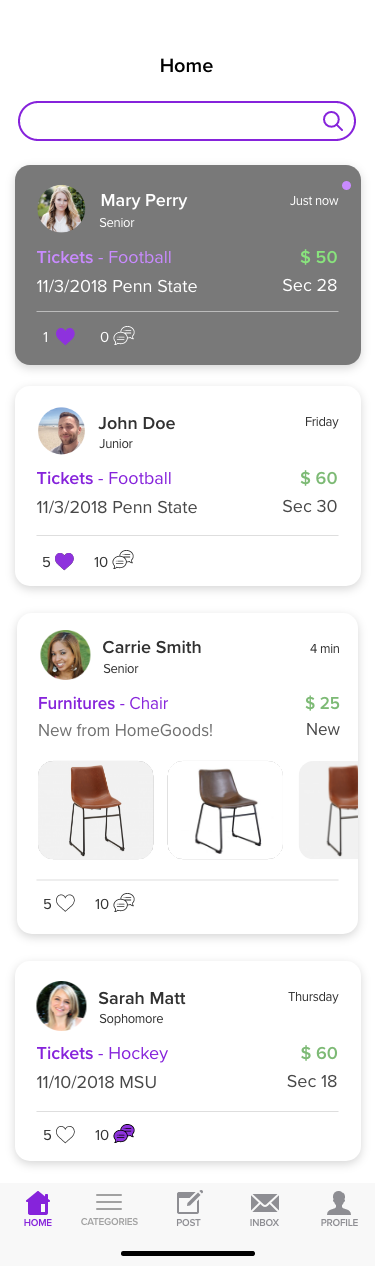 Home
Mary Perry Just now
Senior
Tickets - Football $ 50
11/3/2018 Penn State Sec 28
1 0
John Doe Friday
Junior
Tickets - Football $ 60
11/3/2018 Penn State Sec 30
5 10
Carrie Smith 4 min
Senior
Furnitures - Chair $ 25
New from HomeGoods! New
5 10
Sarah Matt Thursday
Sophomore
Tickets - Hockey $ 60
11/10/2018 MSU Sec 18
5 10
HOME CATEGORIES POST INBOX PROFILE